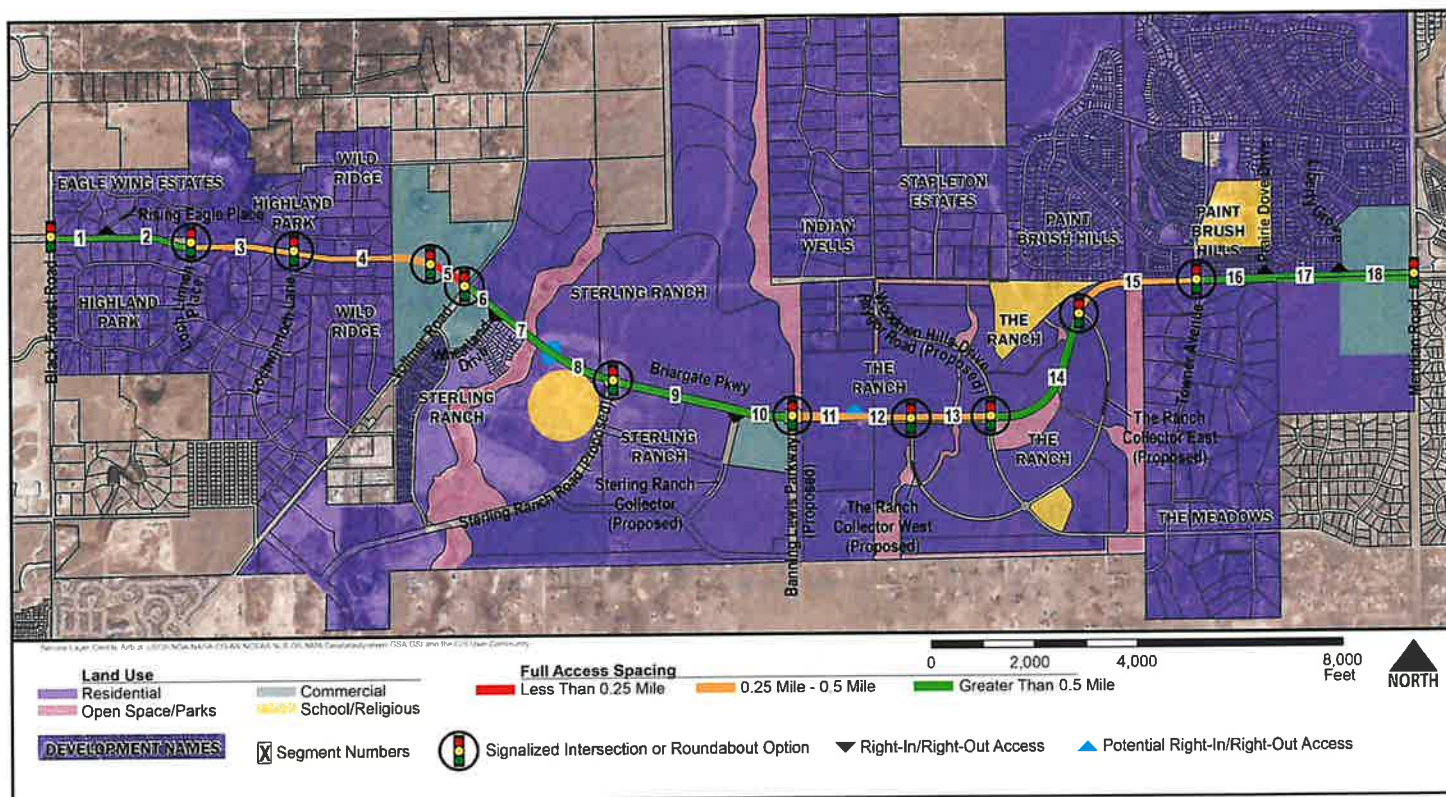 EAGLE WING ESTATES
Rising Eagle Place
WILD
RIDGE
HIGHLAND
PARK
STAPLETON
ESTATES
INDIAN
WELLS
PAINT
BRUSH HILLS
PAINT
BRUSH
HILLS
Prairie Dove Drive
Liberty
Black Forest Road
1
2
3
4
5
6
7
8
9
10
11
12
13
14
15
16
17
18
HIGHLAND
PARK
Place
Lochwinnoch Lane
WILD
RIDGE
Vollmer Road
Wheatland
Drive
STERLING RANCH
STERLING
RANCH
Briargate Pkwy
STERLING
RANCH
Sterling Ranch Road (Proposed)
Sterling Ranch
Collector
(Proposed)
Banning Lewis Parkway
(Proposed)
THE
RANCH
Woodmen Hills Drive
Road (Proposed)
THE
RANCH
THE
RANCH
The Ranch
Collector West
(Proposed)
The Ranch
Collector East
(Proposed)
Towner Avenue
THE MEADOWS
Meridian Road
0
2,000
4,000
8,000
Feet
NORTH
Land Use
Residential
Commercial
Open Space/Parks
School/Religious
Full Access Spacing
Less Than 0.25 Mile
0.25 Mile - 0.5 Mile
Greater Than 0.5 Mile
DEVELOPMENT NAMES
X Segment Numbers
Signalized Intersection or Roundabout Option
Right-In/Right-Out Access
Potential Right-In/Right-Out Access